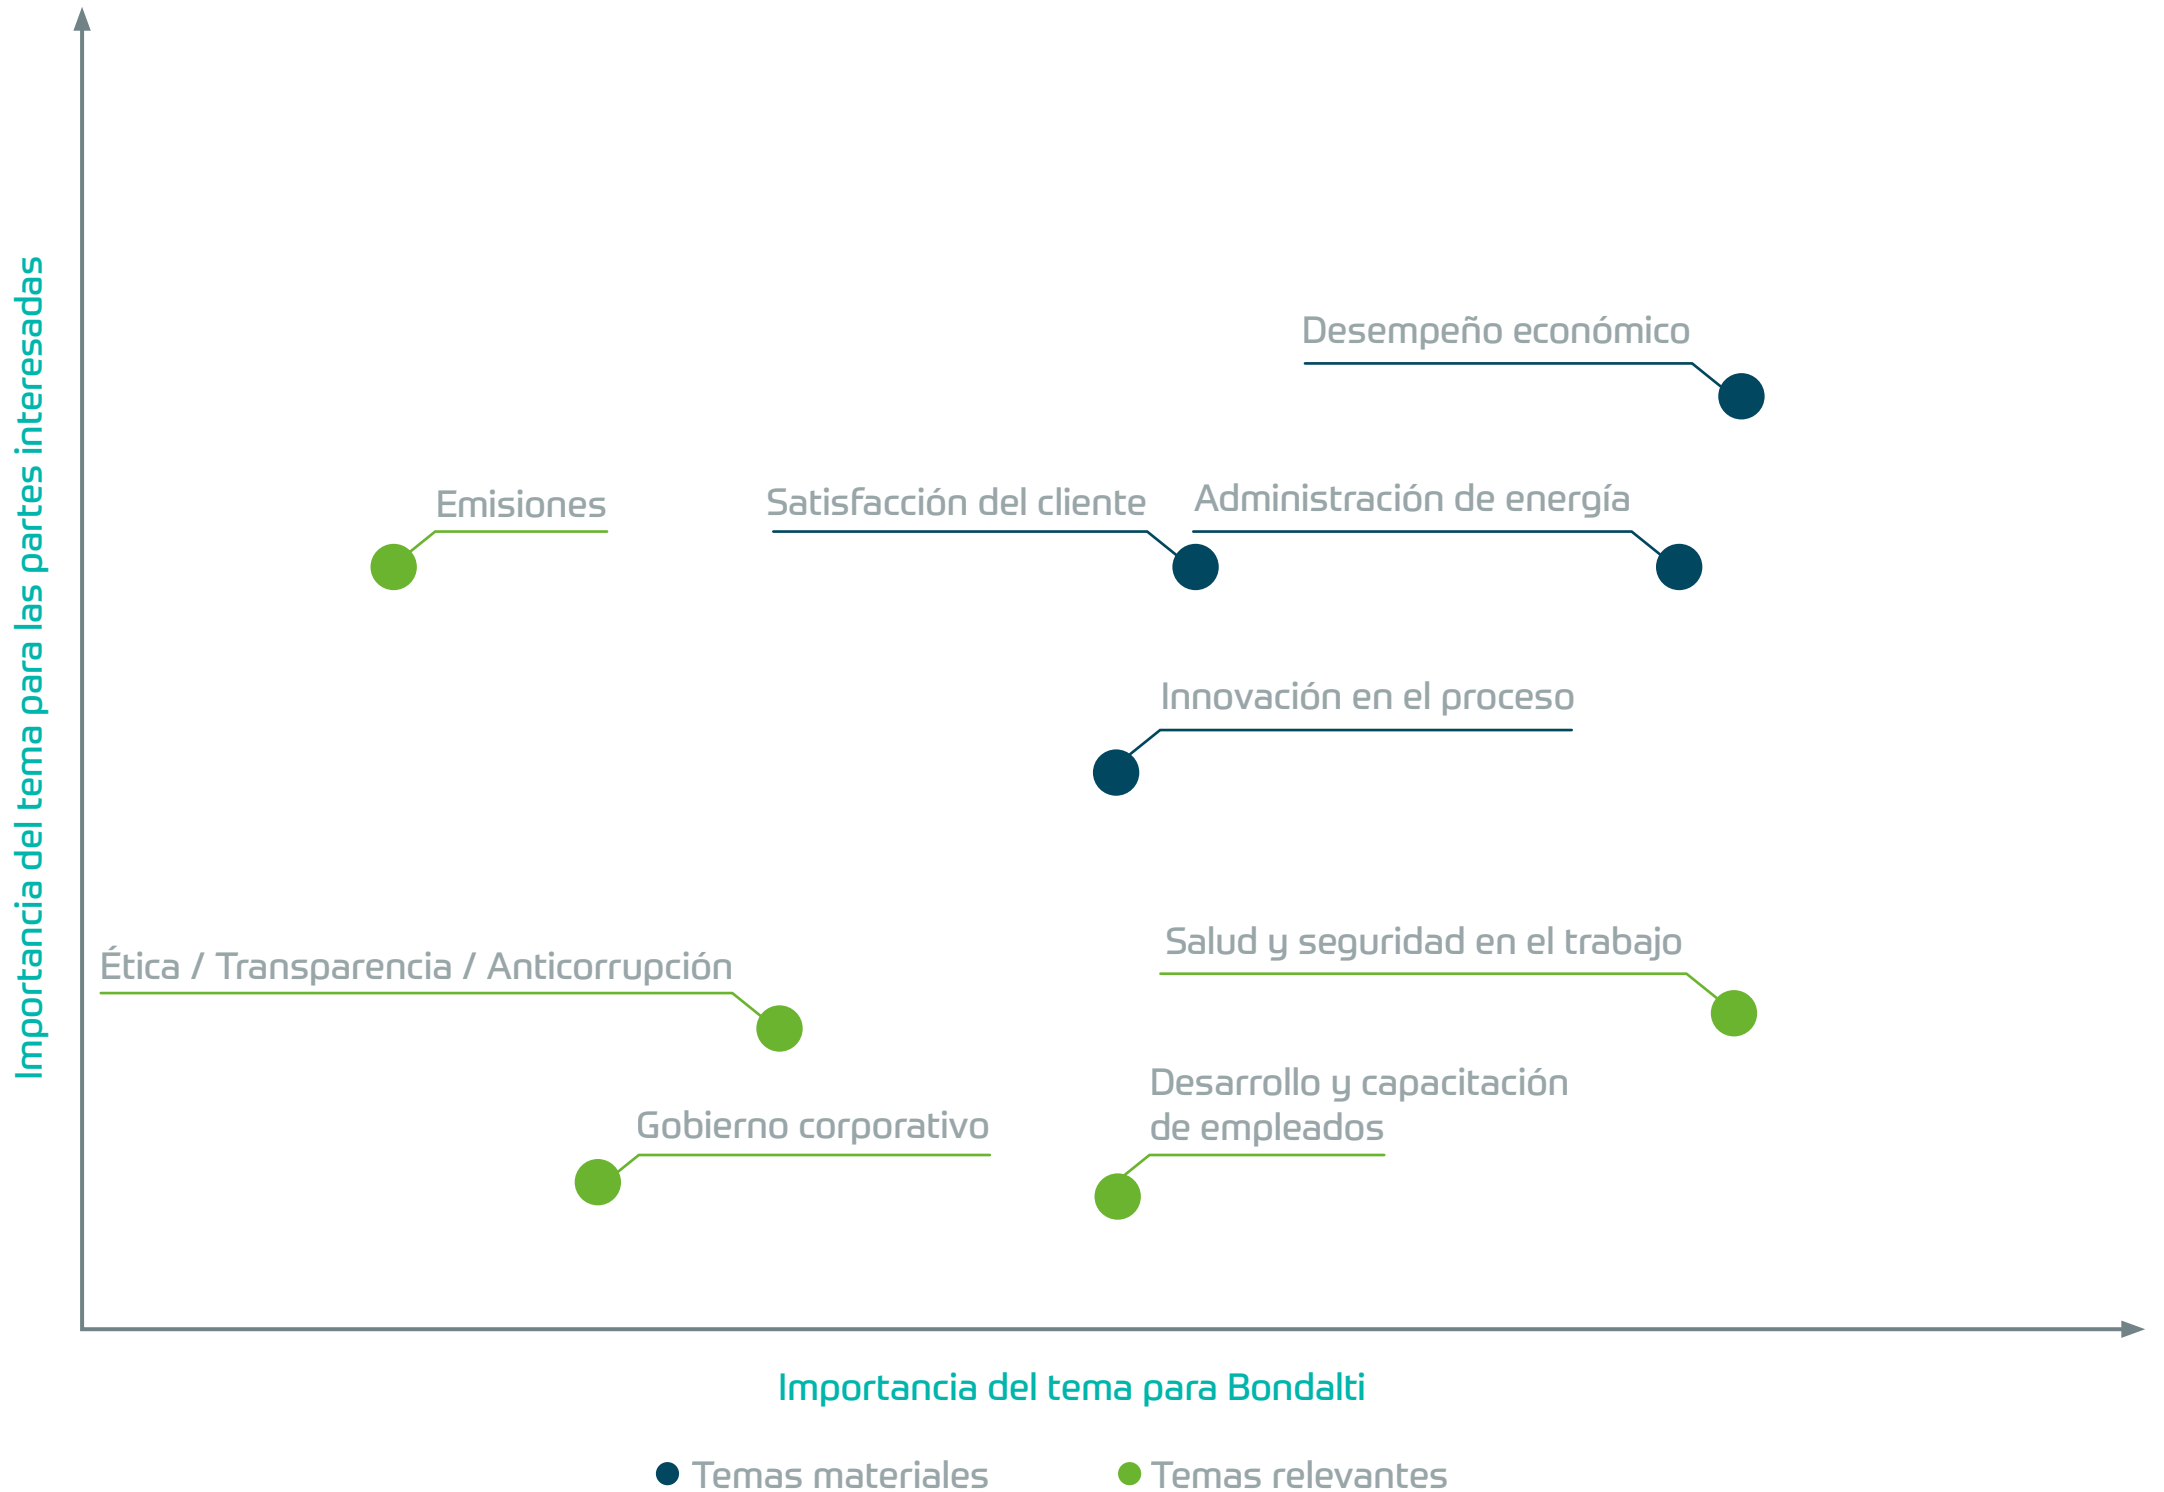 Importancia del tema para las partes interesadas
Desempeño económico
Emisiones
Satisfacción del cliente
Administración de energía
Innovación en el proceso
Ética / Transparencia / Anticorrupción
Salud y seguridad en el trabajo
Gobierno corporativo
Desarrollo y capacitación
de empleados
Importancia del tema para Bondalti
Temas materiales
Temas relevantes